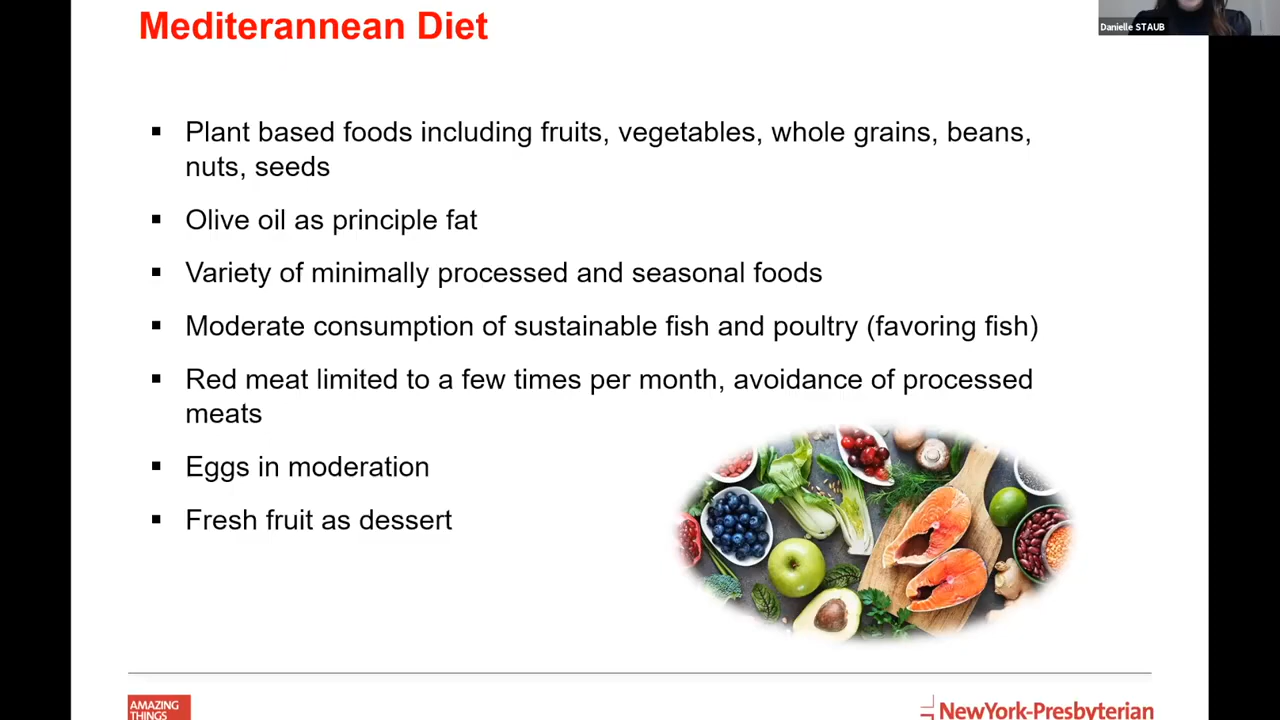 Mediterannean Diet
Danielle STAUB
▪ Plant based foods including fruits, vegetables, whole grains, beans,
nuts, seeds
▪ Olive oil as principle fat
▪ Variety of minimally processed and seasonal foods
▪ Moderate consumption of sustainable fish and poultry (favoring fish)
▪ Red meat limited to a few times per month, avoidance of processed
meats
▪ Eggs in moderation
▪ Fresh fruit as dessert
AMAZING
THINGS
NewYork-Presbyterian